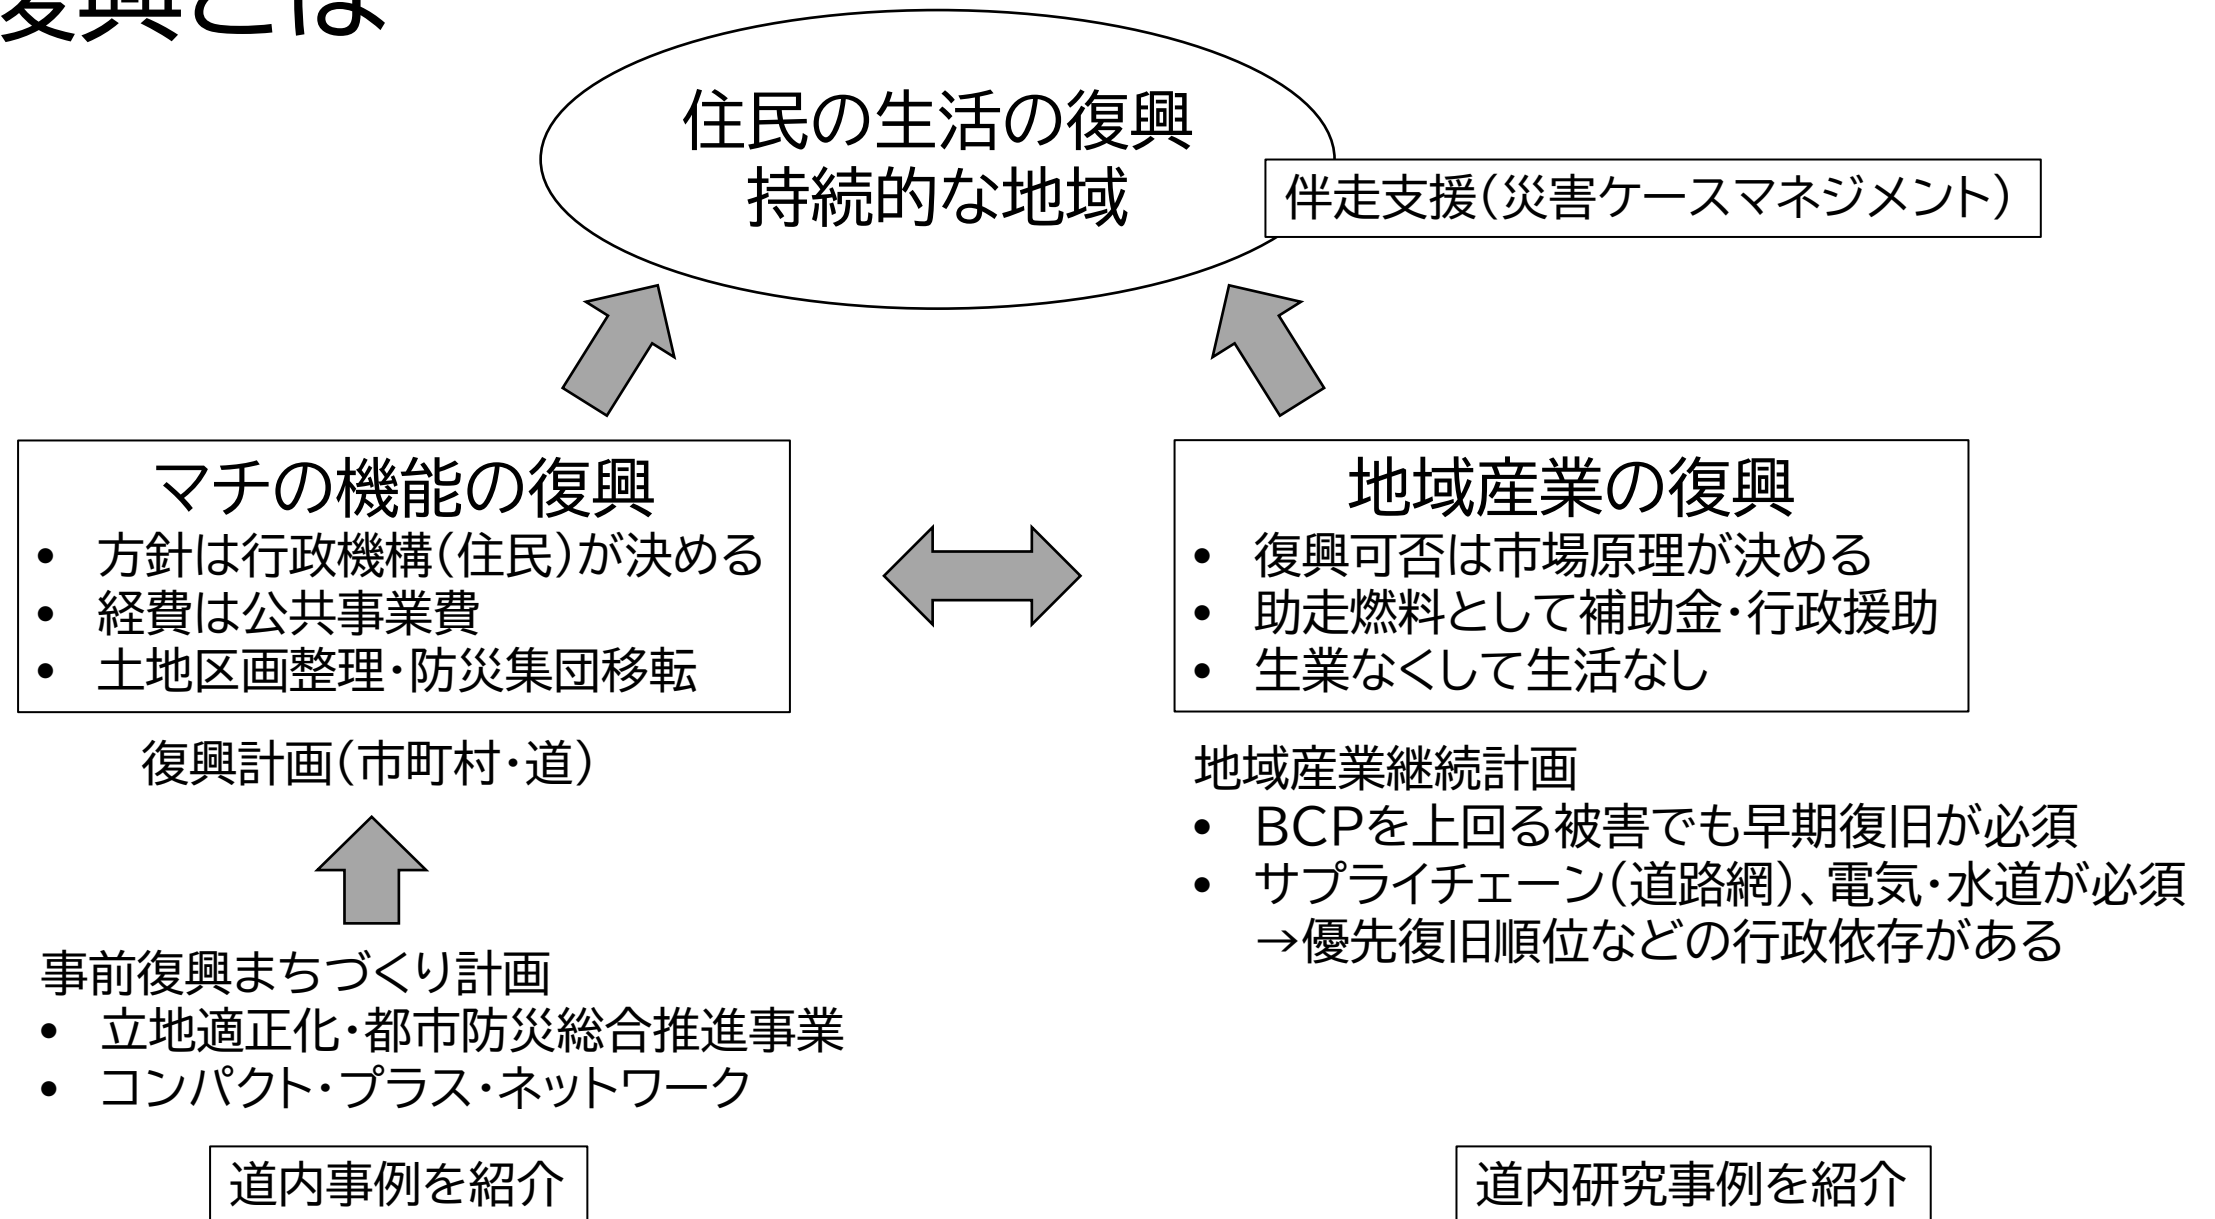 復興とは
住民の生活の復興
持続的な地域
伴走支援(災害ケースマネジメント)
マチの機能の復興
• 方針は行政機構(住民)が決める
• 経費は公共事業費
• 土地区画整理・防災集団移転
地域産業の復興
• 復興可否は市場原理が決める
• 助走燃料として補助金・行政援助
• 生業なくして生活なし
復興計画(市町村・道)
地域産業継続計画
• BCPを上回る被害でも早期復旧が必須
• サプライチェーン(道路網)、電気・水道が必須
→優先復旧順位などの行政依存がある
事前復興まちづくり計画
• 立地適正化・都市防災総合推進事業
• コンパクト・プラス・ネットワーク
道内事例を紹介
道内研究事例を紹介